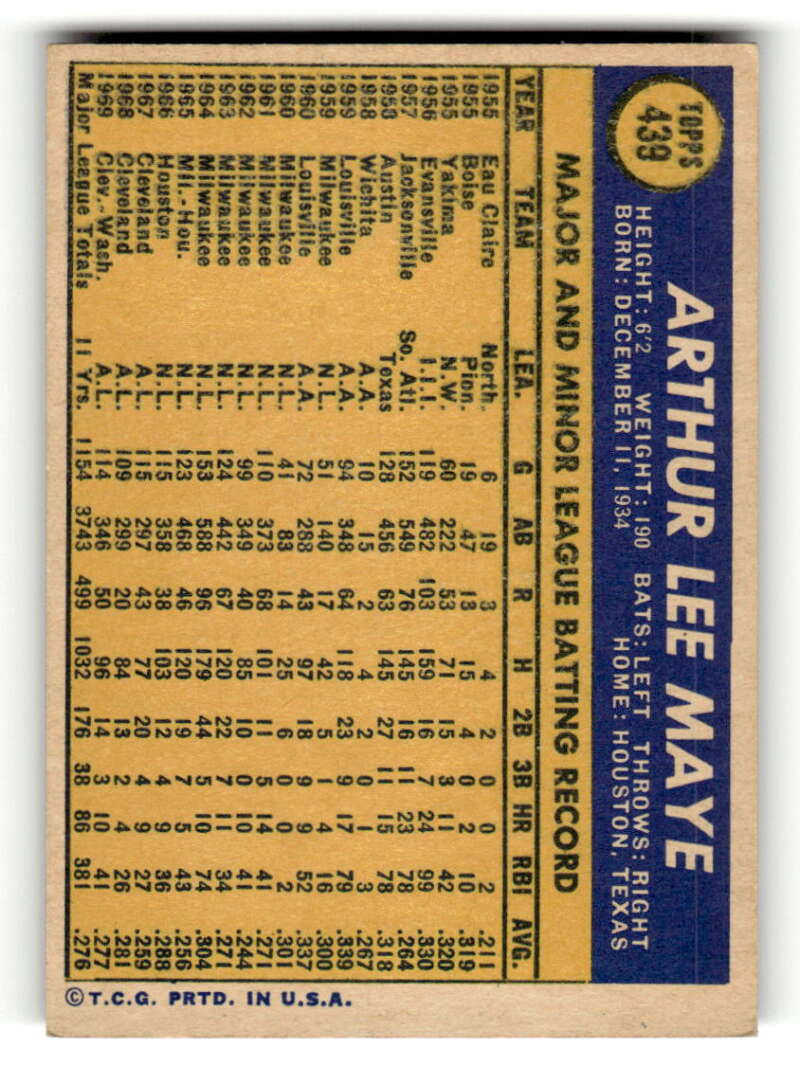 TOPPS
439
ARTHUR LEE MAYE
HEIGHT: 6'2 WEIGHT: 190 BATS: LEFT THROWS: RIGHT
BORN: DECEMBER 11, 1934 HOME: HOUSTON, TEXAS
MAJOR AND MINOR LEAGUE BATTING RECORD
YEAR TEAM LEA. G AB R H 2B 3B HR RBI AVG.
1955 Eau Claire North. 6 19 3 4 2 0 0 2 .211
1955 Boise Pion. 19 47 13 15 4 0 2 10 .319
1955 Yakima N.W. 60 222 53 71 15 3 11 42 .320
1956 Evansville I.I.I. 119 482 103 159 16 7 24 99 .330
1957 Jacksonville So. Atl. 152 549 76 145 16 11 23 78 .264
1958 Austin Texas 128 456 63 145 27 11 15 78 .318
1958 Wichita A.A. 10 15 2 4 2 0 1 3 .267
1959 Louisville A.A. 94 348 64 118 23 9 17 79 .339
1959 Milwaukee N.L. 51 140 17 42 5 1 4 16 .300
1960 Louisville A.A. 72 288 43 97 18 9 9 52 .337
1960 Milwaukee N.L. 41 83 14 25 6 0 0 2 .301
1961 Milwaukee N.L. 110 373 68 101 11 5 14 41 .271
1962 Milwaukee N.L. 99 349 40 85 10 0 10 41 .244
1963 Milwaukee N.L. 124 442 67 120 22 7 11 34 .271
1964 Milwaukee N.L. 153 588 96 179 44 5 10 74 .304
1965 Mil.-Hou. N.L. 123 468 46 120 19 7 5 43 .256
1966 Houston N.L. 115 358 38 103 12 4 9 36 .288
1967 Cleveland A.L. 115 297 43 77 20 4 9 27 .259
1968 Cleveland A.L. 109 299 20 84 13 2 4 26 .281
1969 Clev.-Wash. A.L. 114 346 50 96 14 3 10 41 .277
Major League Totals 11 Yrs. 1154 3743 499 1032 176 38 86 381 .276
© T.C.G. PRTD. IN U.S.A.